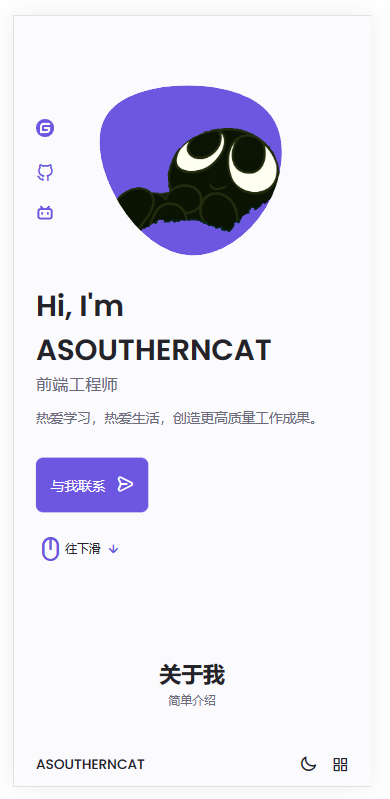 Hi, I'm
ASOUTHERNCAT
前端工程师
热爱学习，热爱生活，创造更高质量工作成果。
与我联系
往下滑
关于我
简单介绍
ASOUTHERNCAT